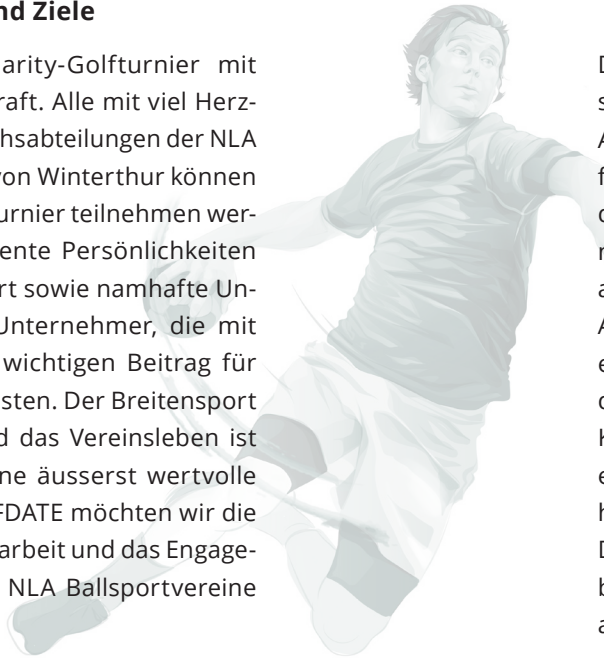 nd Ziele
arity-Golfturnier mit
raft. Alle mit viel Herz-
hsabteilungen der NLA
von Winterthur können
urnier teilnehmen wer-
ente Persönlichkeiten
rt sowie namhafte Un-
Unternehmer, die mit
wichtigen Beitrag für
sten. Der Breitensport
d das Vereinsleben ist
ne äusserst wertvolle
FDATE möchten wir die
arbeit und das Engage-
NLA Ballsportvereine